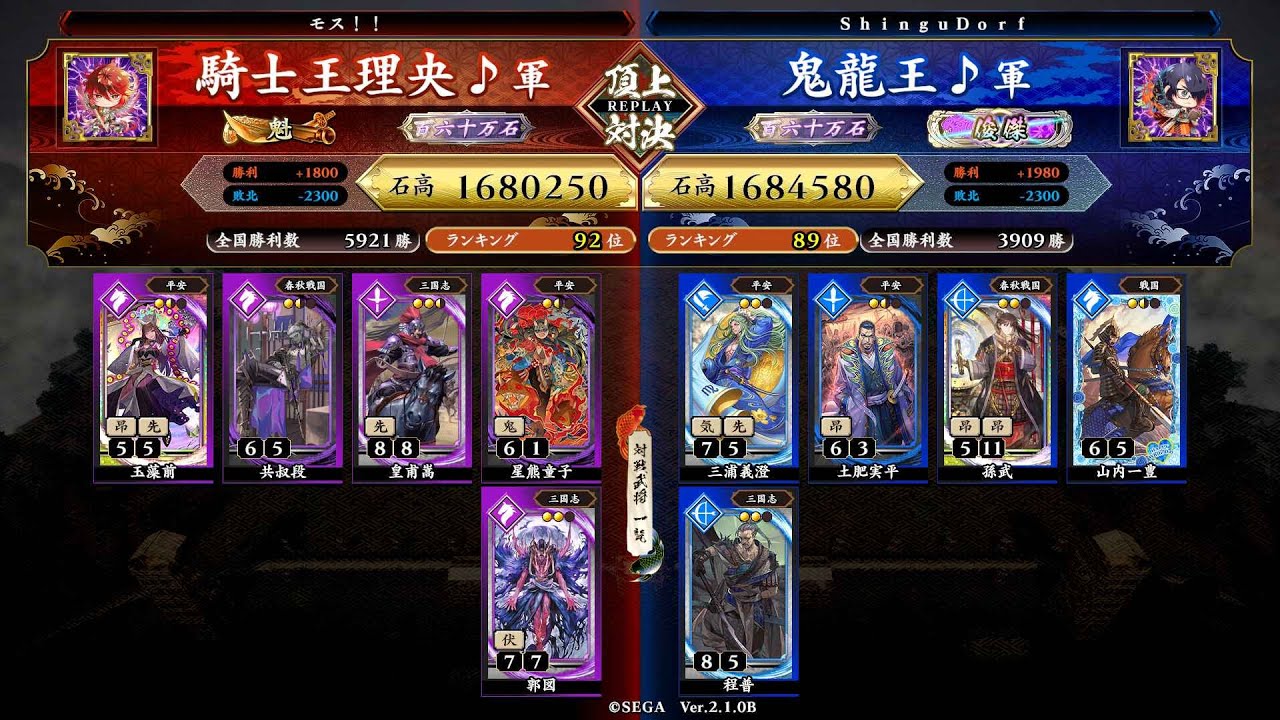 モス！！
ShinguDorf
騎士王理央♪軍
頂上
REPLAY
対決
鬼龍王♪軍
魁
百六十万石
百六十万石
俊傑
勝利 +1800
敗北 -2300
石高 1680250
石高 1684580
勝利 +1980
敗北 -2300
全国勝利数 5921勝
ランキング 92位
ランキング 89位
全国勝利数 3909勝
平安
春秋戦国
三国志
平安
平安
平安
春秋戦国
戦国
昂 先
先
鬼
気 先
昂
昂 昂
5 5
6 5
8 8
6 1
7 5
6 3
5 11
6 5
玉藻前
共叔段
皇甫嵩
星熊童子
三浦義澄
土肥実平
孫武
山内一豊
対戦武将一覧
三国志
三国志
伏
7 7
8 5
郭図
程普
©SEGA Ver.2.1.0B